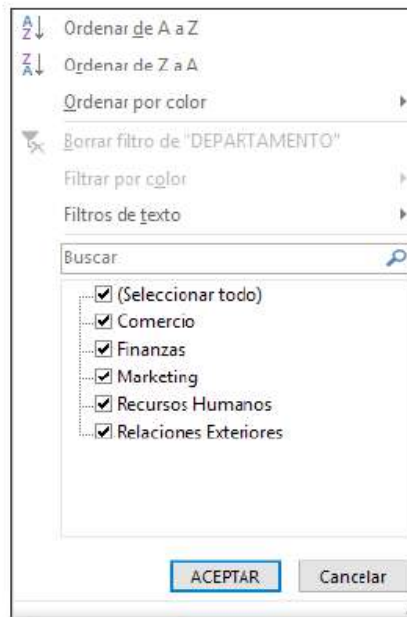 Ordenar de A a Z
Ordenar de Z a A
Ordenar por color
Borrar filtro de "DEPARTAMENTO"
Filtrar por color
Filtros de texto
Buscar
(Seleccionar todo)
Comercio
Finanzas
Marketing
Recursos Humanos
Relaciones Exteriores
ACEPTAR Cancelar